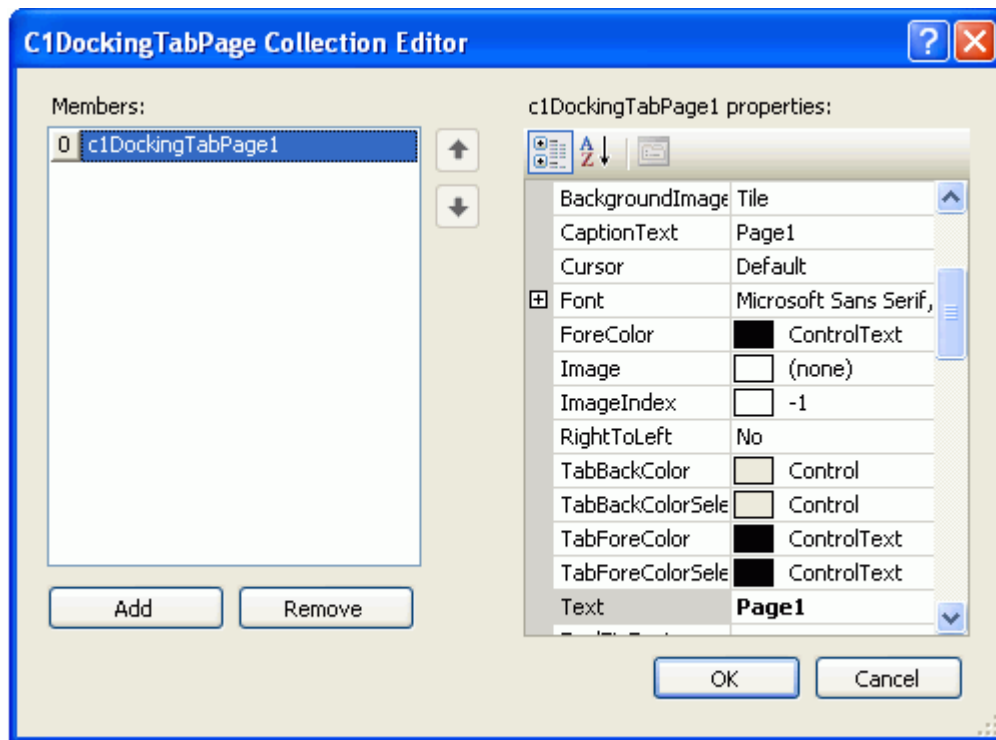 C1DockingTabPage Collection Editor
Members:
0 c1DockingTabPage1
Add Remove
c1DockingTabPage1 properties:
BackgroundImage Tile
CaptionText Page1
Cursor Default
Font Microsoft Sans Serif,
ForeColor ControlText
Image (none)
ImageIndex -1
RightToLeft No
TabBackColor Control
TabBackColorSele Control
TabForeColor ControlText
TabForeColorSele ControlText
Text Page1
OK Cancel